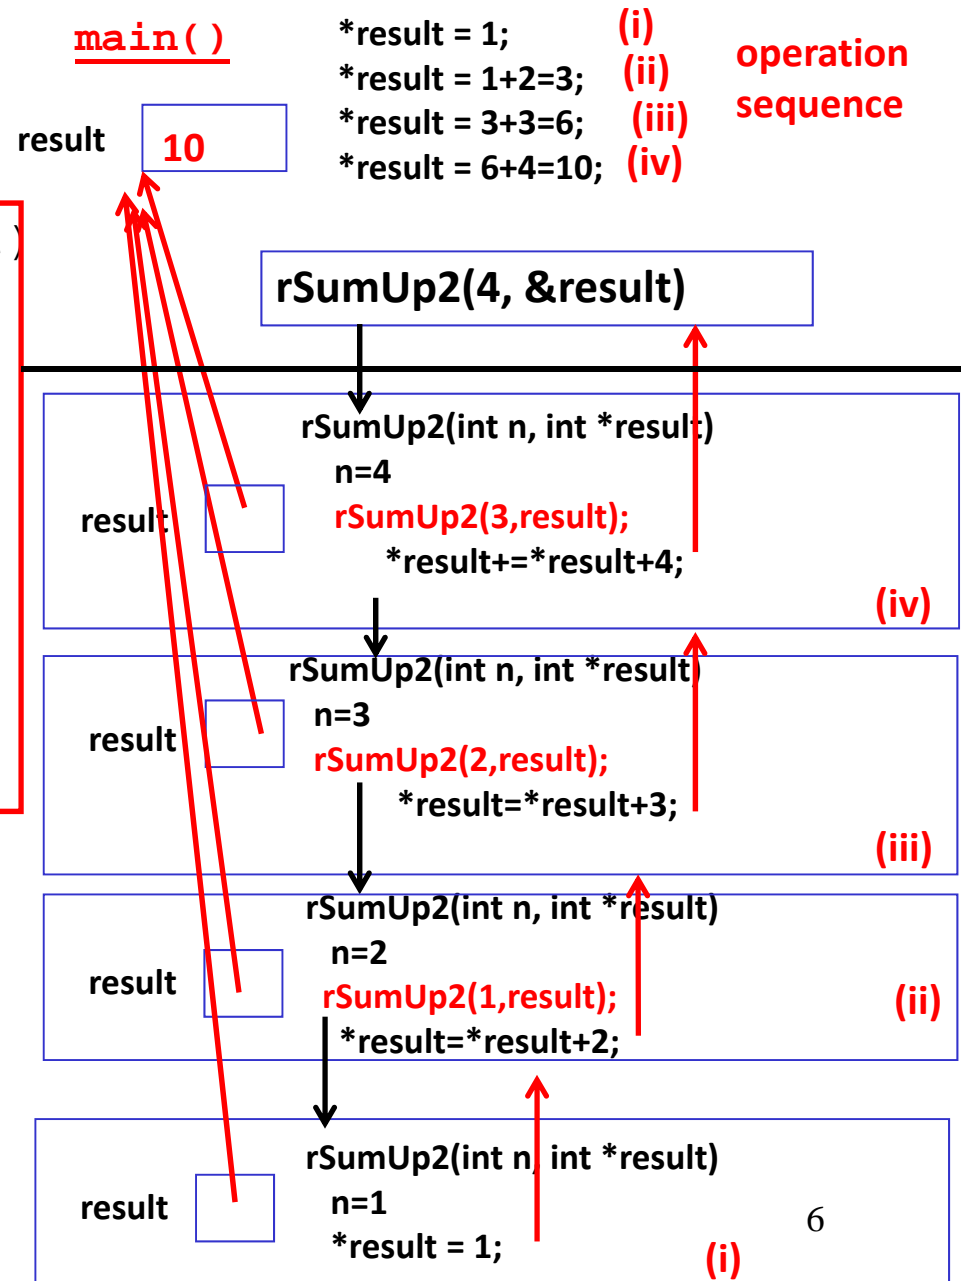 main()
*result = 1; (i)
*result = 1+2=3; (ii)
*result = 3+3=6; (iii)
*result = 6+4=10; (iv)
operation
sequence
result 10
)
rSumUp2(4, &result)
rSumUp2(int n, int *result)
n=4
result
rSumUp2(3,result);
*result+=*result+4;
(iv)
rSumUp2(int n, int *result)
n=3
result
rSumUp2(2,result);
*result=*result+3;
(iii)
rSumUp2(int n, int *result)
n=2
result
rSumUp2(1,result);
(ii)
*result=*result+2;
rSumUp2(int n, int *result)
result
n=1
*result = 1;
6
(i)